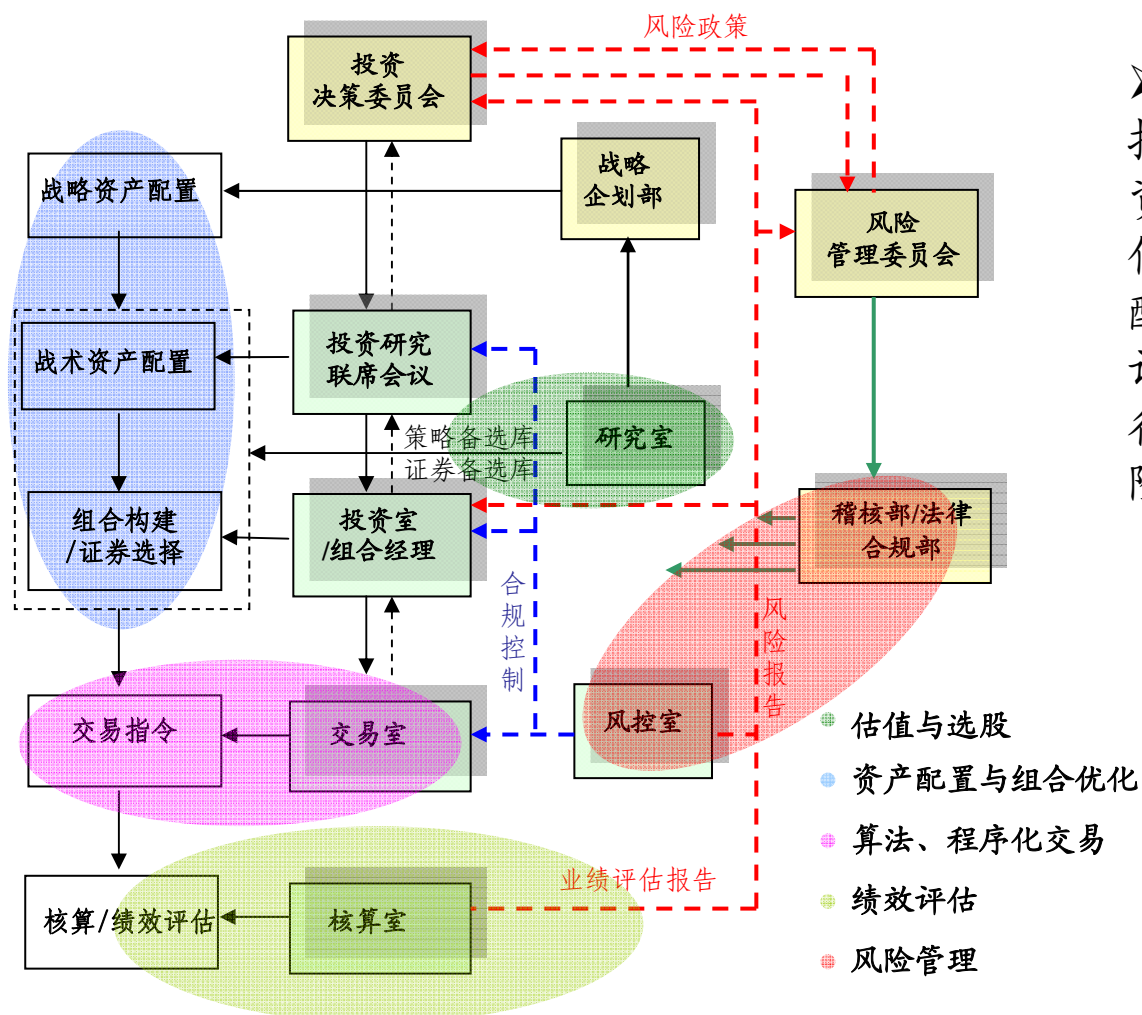 风险政策
投资
决策委员会
战略
企划部
战略资产配置
风险
管理委员会
投资研究
联席会议
战术资产配置
策略备选库
证券备选库
研究室
组合构建
/证券选择
投资室
/组合经理
稽核部/法律
合规部
合规控制
风险报告
交易指令
交易室
风控室
估值与选股
资产配置与组合优化
算法、程序化交易
业绩评估报告
绩效评估
核算/绩效评估
核算室
风险管理